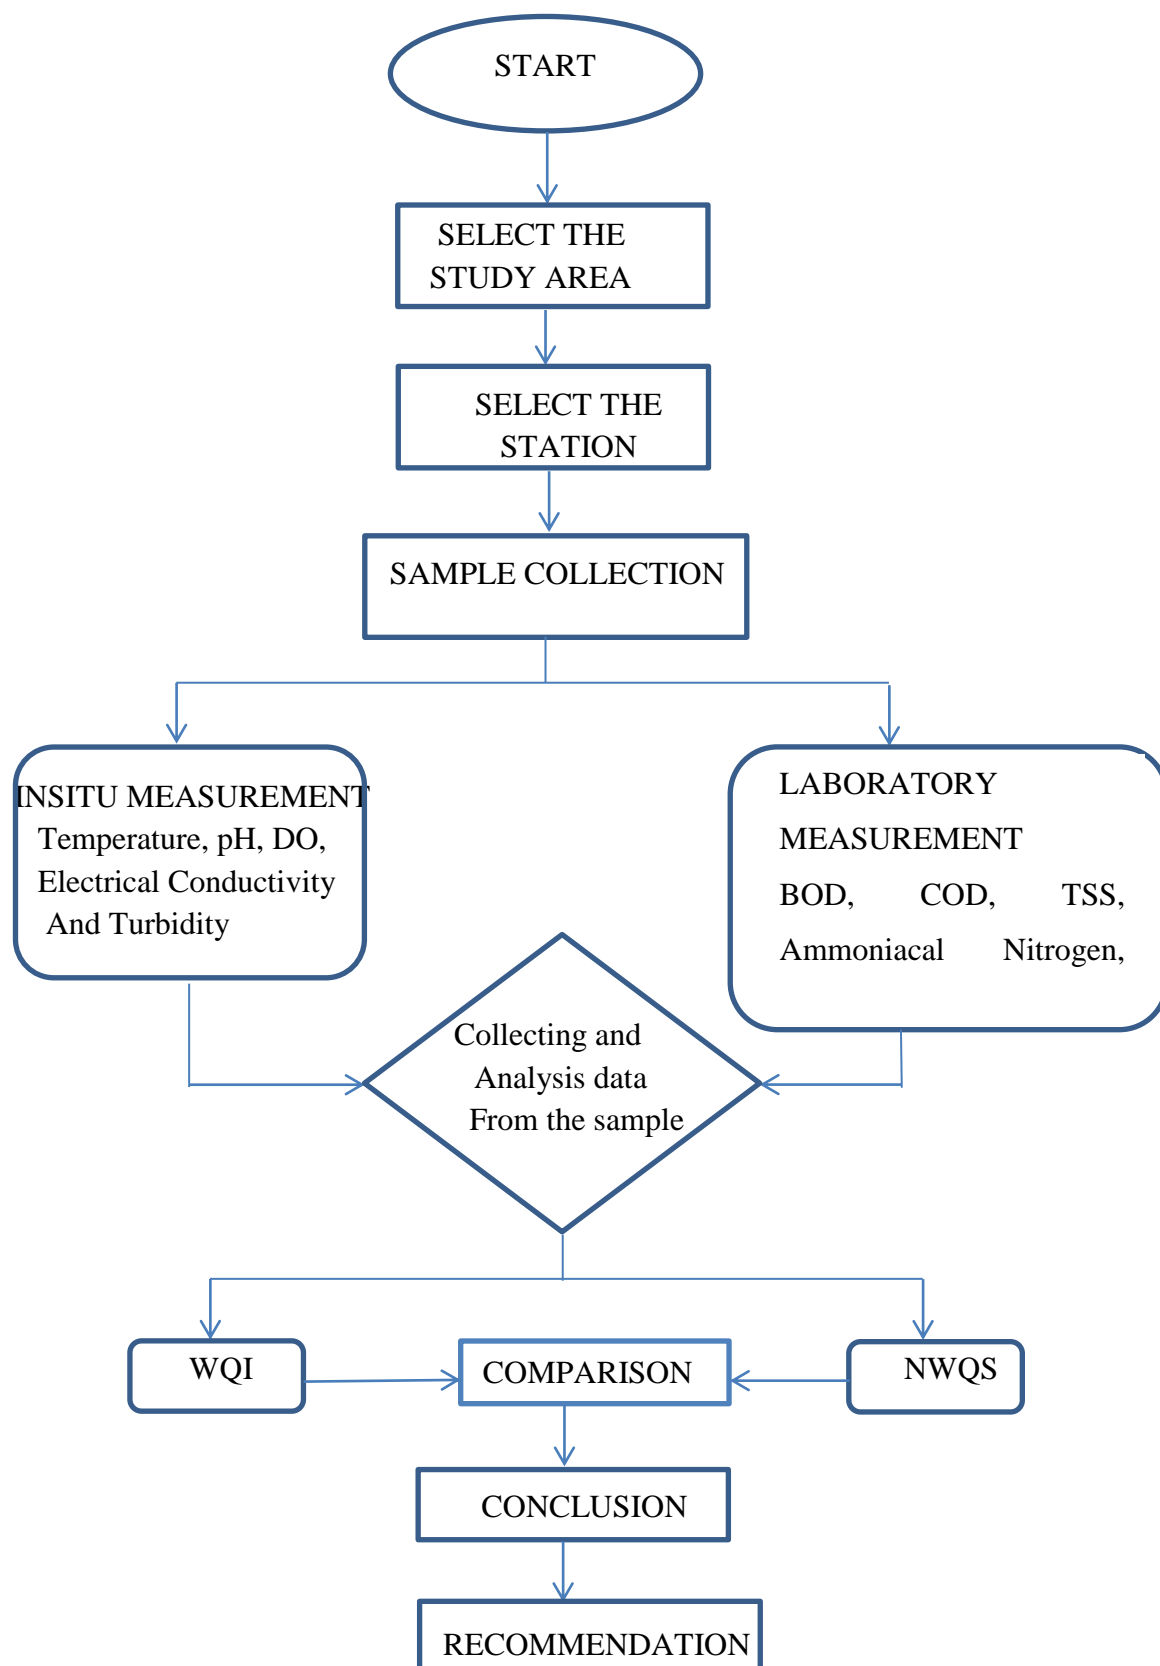 START
SELECT THE
STUDY AREA
SELECT THE
STATION
SAMPLE COLLECTION
INSITU MEASUREMENT
Temperature, pH, DO,
Electrical Conductivity
And Turbidity
LABORATORY
MEASUREMENT
BOD, COD, TSS,
Ammoniacal Nitrogen,
Collecting and
Analysis data
From the sample
WQI
COMPARISON
NWQS
CONCLUSION
RECOMMENDATION